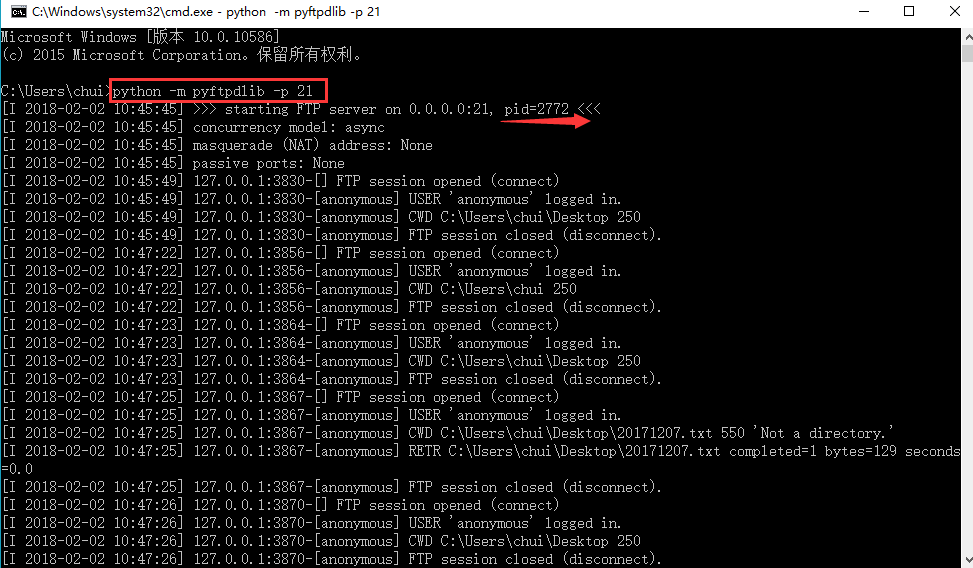 C:\Windows\system32\cmd.exe - python  -m pyftpdlib -p 21
Microsoft Windows [版本 10.0.10586]
(c) 2015 Microsoft Corporation。保留所有权利。
C:\Users\chui>python -m pyftpdlib -p 21
[I 2018-02-02 10:45:45] >>> starting FTP server on 0.0.0.0:21, pid=2772 <<<
[I 2018-02-02 10:45:45] concurrency model: async
[I 2018-02-02 10:45:45] masquerade (NAT) address: None
[I 2018-02-02 10:45:45] passive ports: None
[I 2018-02-02 10:45:49] 127.0.0.1:3830-[] FTP session opened (connect)
[I 2018-02-02 10:45:49] 127.0.0.1:3830-[anonymous] USER 'anonymous' logged in.
[I 2018-02-02 10:45:49] 127.0.0.1:3830-[anonymous] CWD C:\Users\chui\Desktop 250
[I 2018-02-02 10:45:49] 127.0.0.1:3830-[anonymous] FTP session closed (disconnect).
[I 2018-02-02 10:47:22] 127.0.0.1:3856-[] FTP session opened (connect)
[I 2018-02-02 10:47:22] 127.0.0.1:3856-[anonymous] USER 'anonymous' logged in.
[I 2018-02-02 10:47:22] 127.0.0.1:3856-[anonymous] CWD C:\Users\chui 250
[I 2018-02-02 10:47:22] 127.0.0.1:3856-[anonymous] FTP session closed (disconnect).
[I 2018-02-02 10:47:23] 127.0.0.1:3864-[] FTP session opened (connect)
[I 2018-02-02 10:47:23] 127.0.0.1:3864-[anonymous] USER 'anonymous' logged in.
[I 2018-02-02 10:47:23] 127.0.0.1:3864-[anonymous] CWD C:\Users\chui\Desktop 250
[I 2018-02-02 10:47:23] 127.0.0.1:3864-[anonymous] FTP session closed (disconnect).
[I 2018-02-02 10:47:25] 127.0.0.1:3867-[] FTP session opened (connect)
[I 2018-02-02 10:47:25] 127.0.0.1:3867-[anonymous] USER 'anonymous' logged in.
[I 2018-02-02 10:47:25] 127.0.0.1:3867-[anonymous] CWD C:\Users\chui\Desktop\20171207.txt 550 'Not a directory.'
[I 2018-02-02 10:47:25] 127.0.0.1:3867-[anonymous] RETR C:\Users\chui\Desktop\20171207.txt completed=1 bytes=129 seconds
=0.0
[I 2018-02-02 10:47:25] 127.0.0.1:3867-[anonymous] FTP session closed (disconnect).
[I 2018-02-02 10:47:26] 127.0.0.1:3870-[] FTP session opened (connect)
[I 2018-02-02 10:47:26] 127.0.0.1:3870-[anonymous] USER 'anonymous' logged in.
[I 2018-02-02 10:47:26] 127.0.0.1:3870-[anonymous] CWD C:\Users\chui\Desktop 250
[I 2018-02-02 10:47:26] 127.0.0.1:3870-[anonymous] FTP session closed (disconnect).